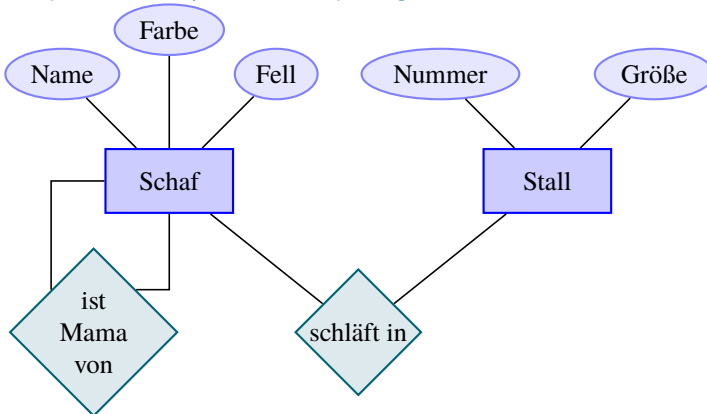 Farbe
Name
Fell
Nummer
Größe
Schaf
Stall
ist
Mama
von
schläft in